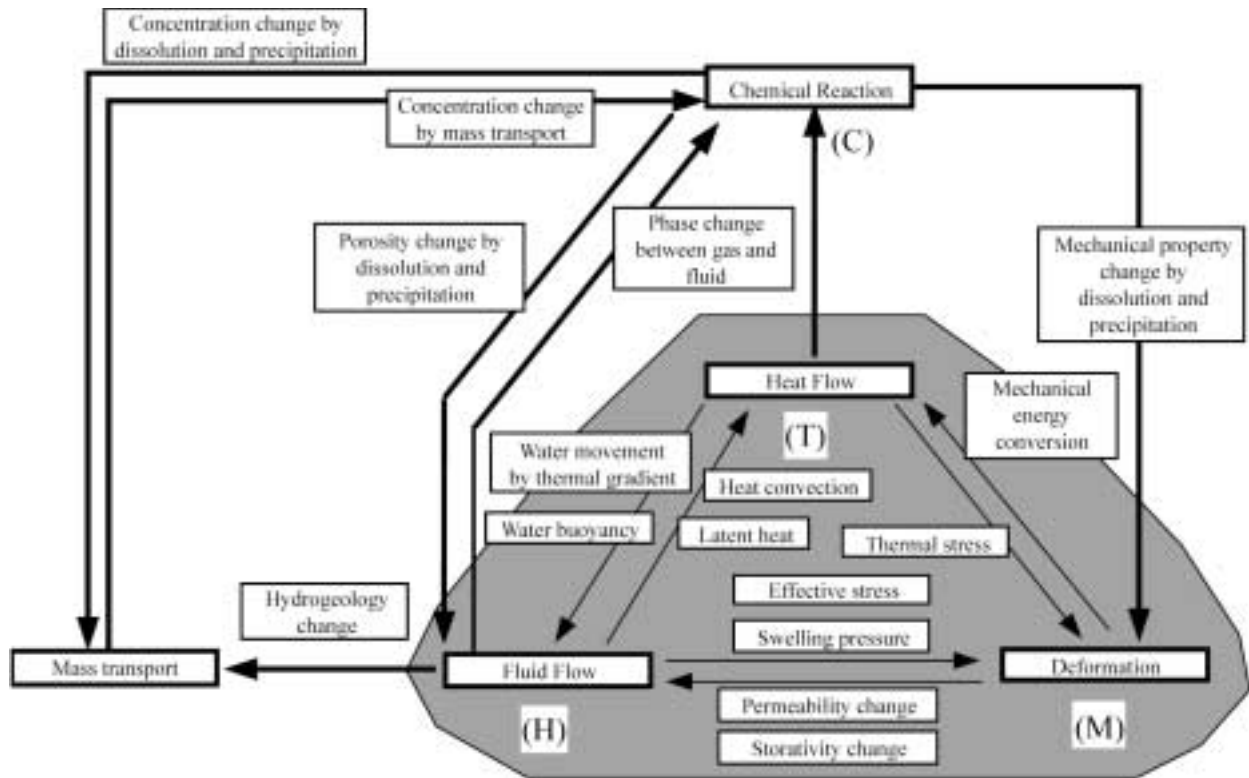 Concentration change by
dissolution and precipitation
Chemical Reaction
Concentration change
by mass transport
(C)
Porosity change by
dissolution and
precipitation
Phase change
between gas and
fluid
Mechanical property
change by
dissolution and
precipitation
Heat Flow
(T)
Mechanical
energy
conversion
Water movement
by thermal gradient
Heat convection
Water buoyancy
Latent heat
Thermal stress
Effective stress
Hydrogeology
change
Swelling pressure
Mass transport
Fluid Flow
Deformation
(H)
Permeability change
(M)
Storativity change